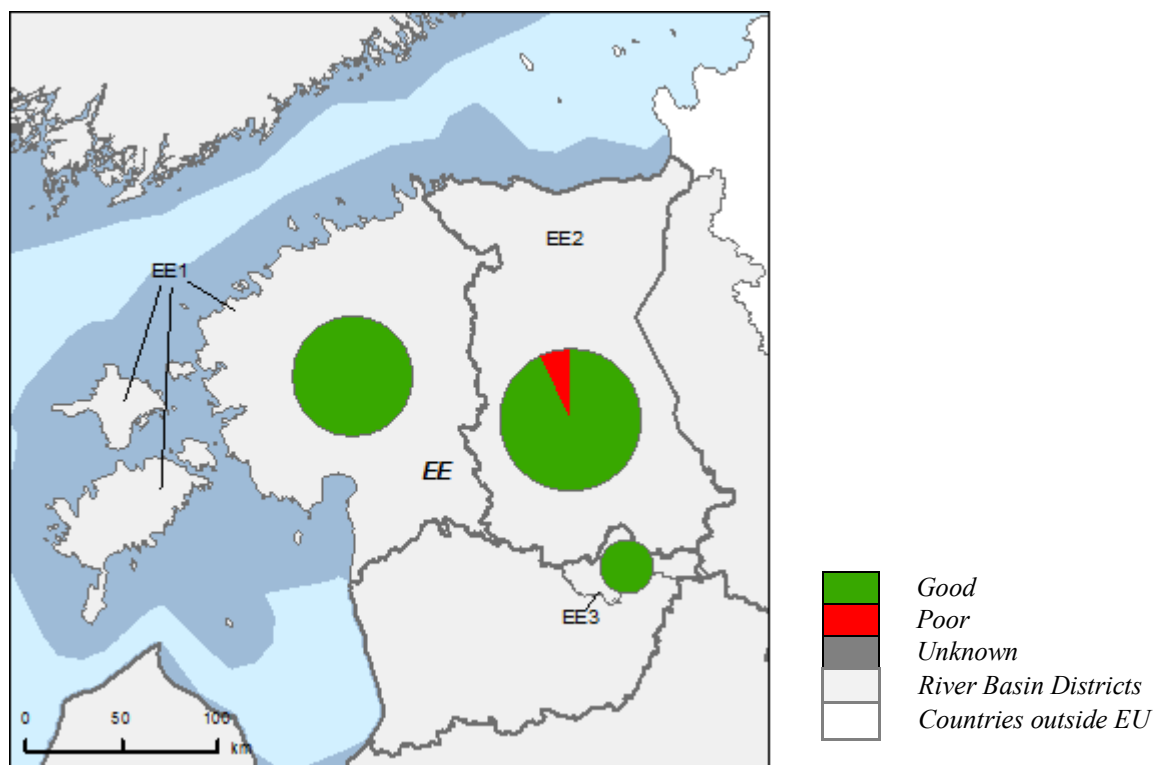 EE2
EE1
EE
EE3
0 50 100
km
Good
Poor
Unknown
River Basin Districts
Countries outside EU